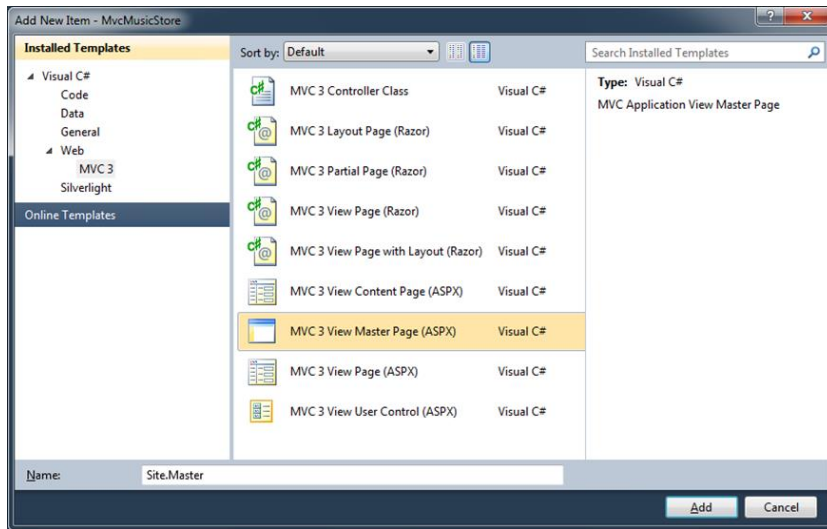 Add New Item - MvcMusicStore
Installed Templates
Visual C#
Code
Data
General
Web
MVC 3
Silverlight
Online Templates
Sort by: Default
MVC 3 Controller Class Visual C#
MVC 3 Layout Page (Razor) Visual C#
MVC 3 Partial Page (Razor) Visual C#
MVC 3 View Page (Razor) Visual C#
MVC 3 View Page with Layout (Razor) Visual C#
MVC 3 View Content Page (ASPX) Visual C#
MVC 3 View Master Page (ASPX) Visual C#
MVC 3 View Page (ASPX) Visual C#
MVC 3 View User Control (ASPX) Visual C#
Search Installed Templates
Type: Visual C#
MVC Application View Master Page
Name: Site.Master
Add Cancel